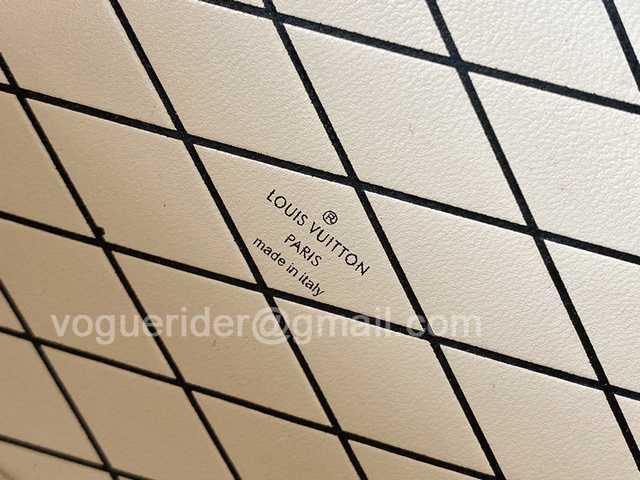 LOUIS VUITTON
®
PARIS
made in italy
voguerider@gmail.com